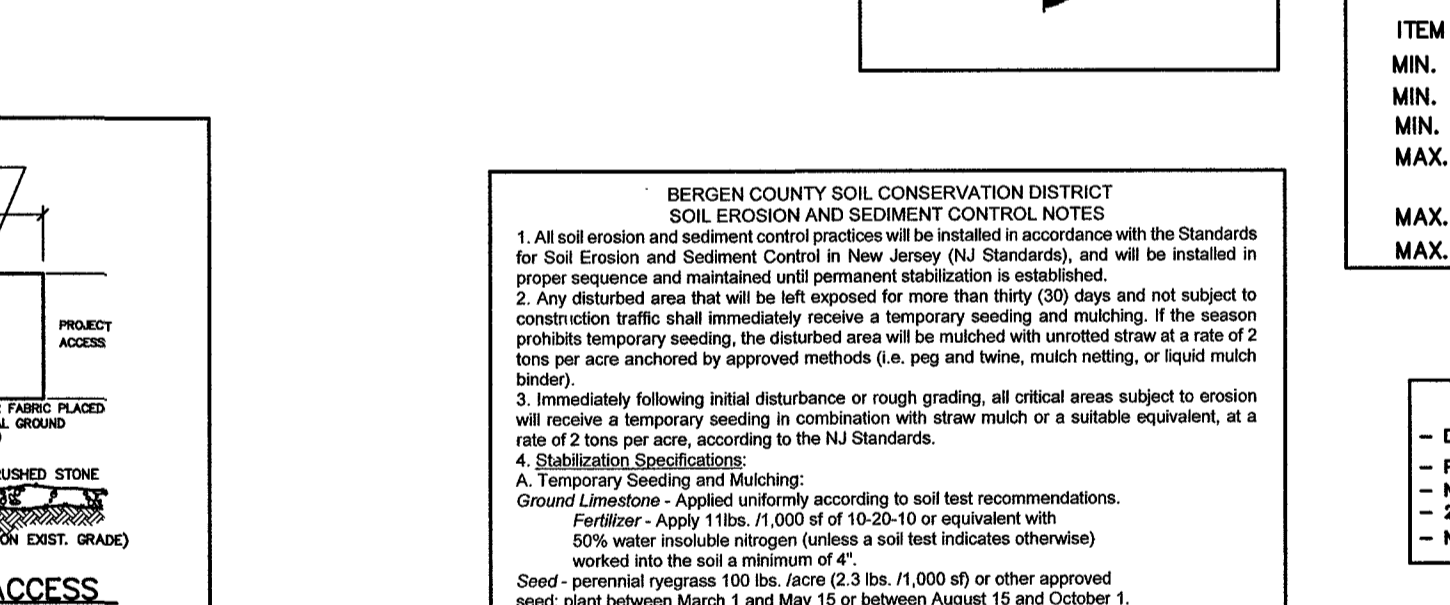 PROJECT
ACCESS
FABRIC PLACED
GROUND
STONE
EXIST. GRADE)
ACCESS
BERGEN COUNTY SOIL CONSERVATION DISTRICT
SOIL EROSION AND SEDIMENT CONTROL NOTES
1. All soil erosion and sediment control practices will be installed in accordance with the Standards
for Soil Erosion and Sediment Control in New Jersey (NJ Standards), and will be installed in
proper sequence and maintained until permanent stabilization is established.
2. Any disturbed area that will be left exposed for more than thirty (30) days and not subject to
construction traffic shall immediately receive a temporary seeding and mulching. If the season
prohibits temporary seeding, the disturbed area will be mulched with unrotted straw at a rate of 2
tons per acre anchored by approved methods (i.e. peg and twine, mulch netting, or liquid mulch
binder).
3. Immediately following initial disturbance or rough grading, all critical areas subject to erosion
will receive a temporary seeding in combination with straw mulch or a suitable equivalent, at a
rate of 2 tons per acre, according to the NJ Standards.
4. Stabilization Specifications:
A. Temporary Seeding and Mulching:
Ground Limestone - Applied uniformly according to soil test recommendations.
Fertilizer - Apply 11lbs. /1,000 sf of 10-20-10 or equivalent with
50% water insoluble nitrogen (unless a soil test indicates otherwise)
worked into the soil a minimum of 4".
Seed - perennial ryegrass 100 lbs. /acre (2.3 lbs. /1,000 sf) or other approved
seed; plant between March 1 and May 15 or between August 15 and October 1.
ITEM
MIN.
MIN.
MIN.
MAX.
MAX.
MAX.